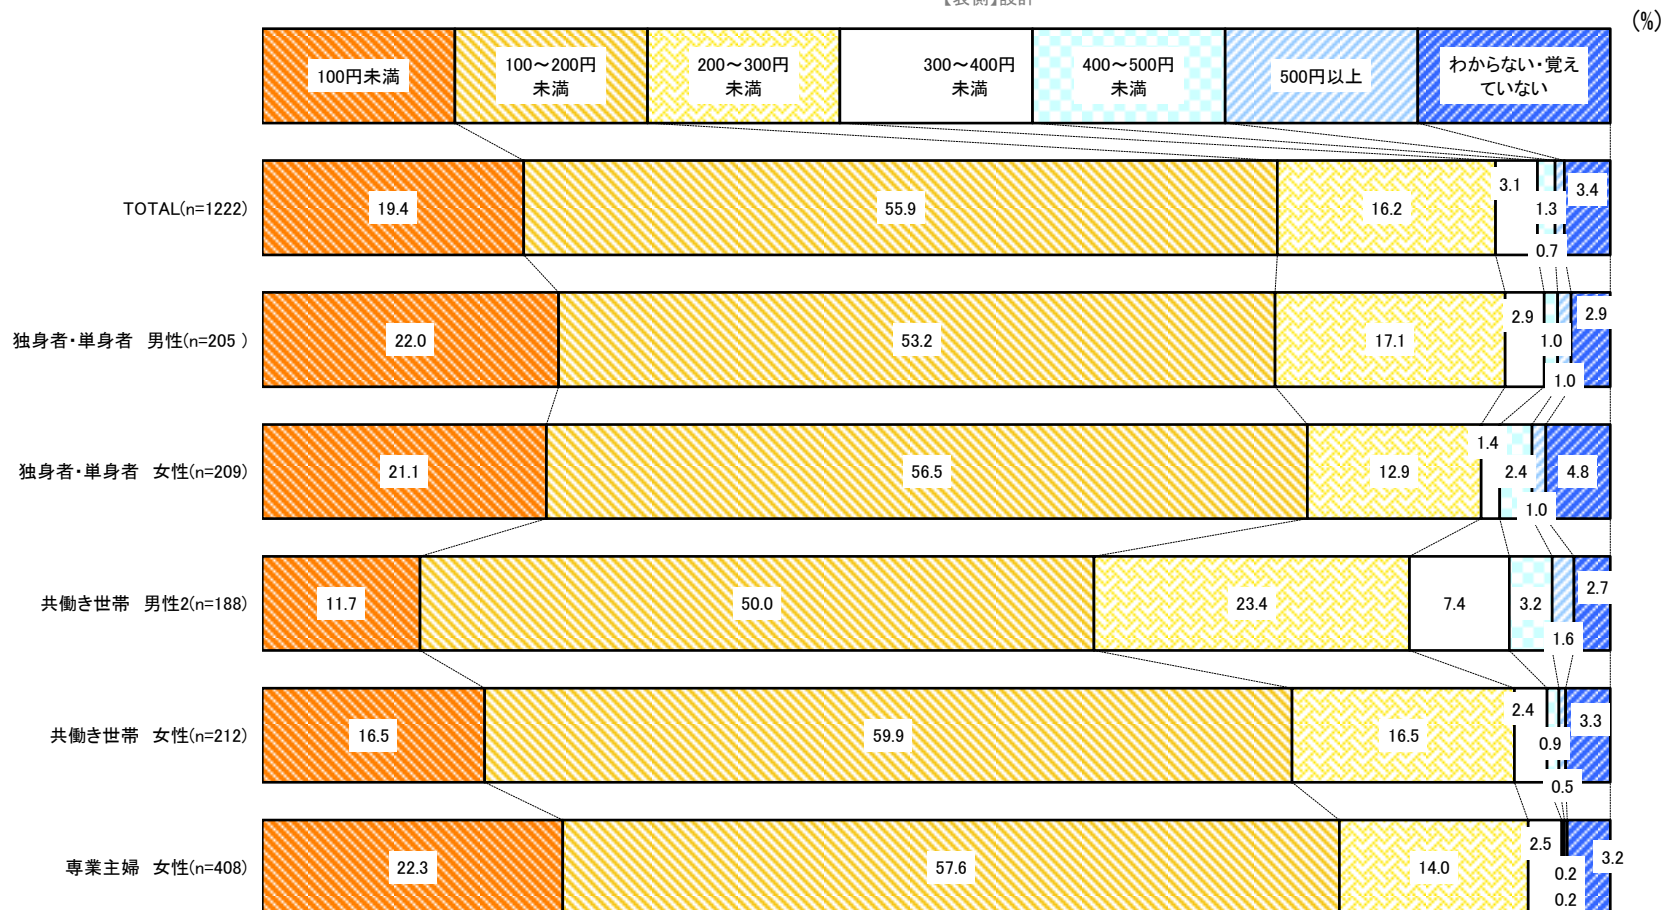 【表側】設計
(%)
100円未満
100～200円
未満
200～300円
未満
300～400円
未満
400～500円
未満
500円以上
わからない・覚え
ていない
TOTAL(n=1222)
19.4
55.9
16.2
3.1
1.3
0.7
3.4
独身者・単身者　男性(n=205 )
22.0
53.2
17.1
2.9
1.0
1.0
2.9
独身者・単身者　女性(n=209)
21.1
56.5
12.9
1.4
2.4
1.0
4.8
共働き世帯　男性2(n=188)
11.7
50.0
23.4
7.4
3.2
1.6
2.7
共働き世帯　女性(n=212)
16.5
59.9
16.5
2.4
0.9
0.5
3.3
専業主婦　女性(n=408)
22.3
57.6
14.0
2.5
0.2
0.2
3.2